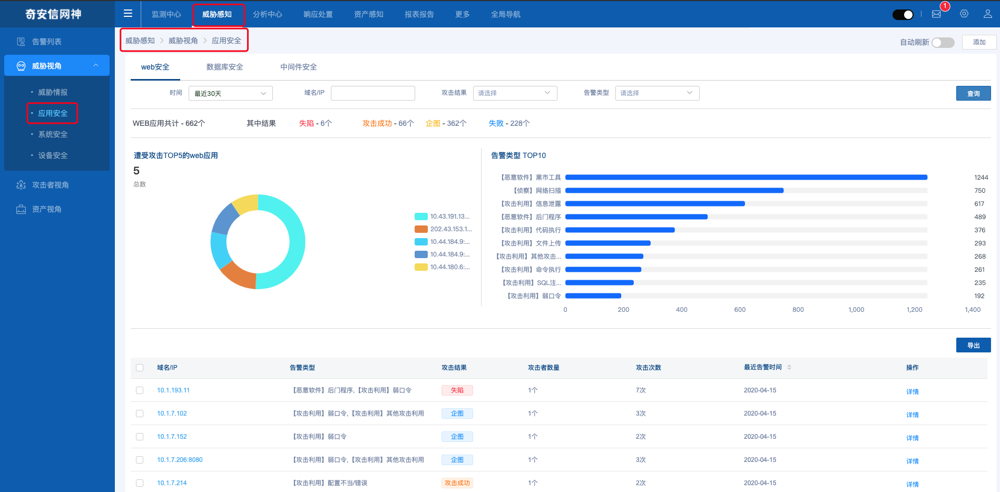 奇安信网神
监测中心 威胁感知 分析中心 响应处置 资产感知 报表报告 更多 全局导航 1
告警列表
威胁视角
威胁情报
应用安全
系统安全
设备安全
攻击者视角
资产视角
威胁感知 > 威胁视角 > 应用安全
自动刷新 添加
web安全 数据库安全 中间件安全
时间 最近30天 域名/IP 攻击结果 请选择 告警类型 请选择 查询
WEB应用共计 - 662个 其中结果 失陷 - 6个 攻击成功 - 66个 企图 - 362个 失败 - 228个
遭受攻击TOP5的web应用
5
总数
10.43.191.13...
202.43.153.1...
10.44.184.9:...
10.44.184.9:...
10.44.180.6:...
告警类型 TOP10
【恶意软件】黑市工具 1244
【侦察】网络扫描 750
【攻击利用】信息泄露 617
【恶意软件】后门程序 489
【攻击利用】代码执行 376
【攻击利用】文件上传 293
【攻击利用】其他攻击... 268
【攻击利用】命令执行 261
【攻击利用】SQL注... 235
【攻击利用】弱口令 192
0 200 400 600 800 1,000 1,200 1,400
导出
域名/IP 告警类型 攻击结果 攻击者数量 攻击次数 最近告警时间 操作
10.1.193.11 【恶意软件】后门程序,【攻击利用】弱口令 失陷 1个 7次 2020-04-15 详情
10.1.7.102 【攻击利用】弱口令,【攻击利用】其他攻击利用 企图 1个 3次 2020-04-15 详情
10.1.7.152 【攻击利用】弱口令 企图 1个 2次 2020-04-15 详情
10.1.7.206:8080 【攻击利用】弱口令,【攻击利用】其他攻击利用 企图 1个 3次 2020-04-15 详情
10.1.7.214 【攻击利用】配置不当/错误 攻击成功 1个 2次 2020-04-15 详情